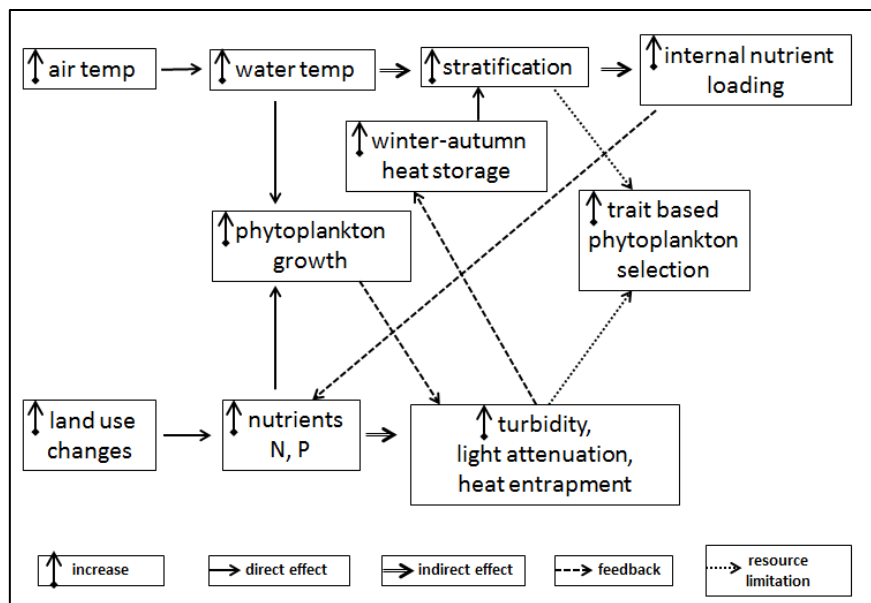 air temp
water temp
stratification
internal nutrient
loading
winter-autumn
heat storage
trait based
phytoplankton
selection
phytoplankton
growth
land use
changes
nutrients
N, P
turbidity,
light attenuation,
heat entrapment
increase
direct effect
indirect effect
feedback
resource
limitation